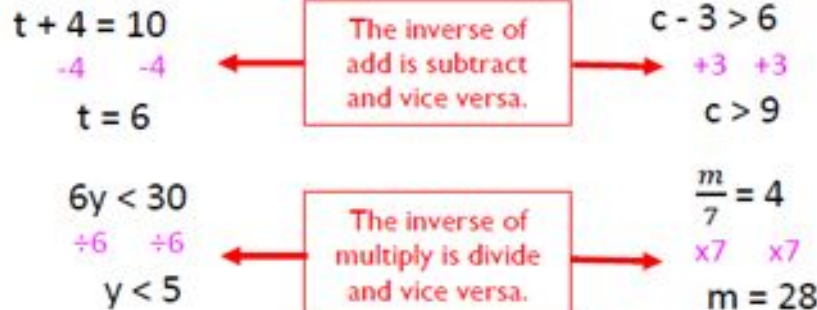 t + 4 = 10
-4 -4
t = 6
The inverse of
add is subtract
and vice versa.
c - 3 > 6
+3 +3
c > 9
6y < 30
÷6 ÷6
y < 5
The inverse of
multiply is divide
and vice versa.
m/7 = 4
x7 x7
m = 28